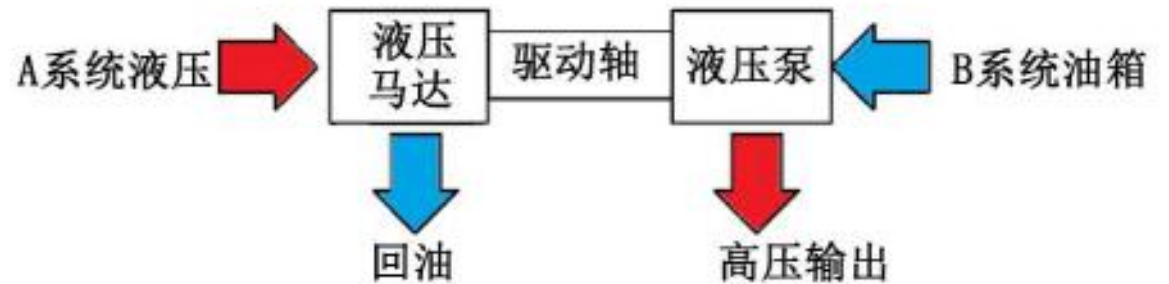 A系统液压
液压
马达
驱动轴
液压泵
B系统油箱
回油
高压输出